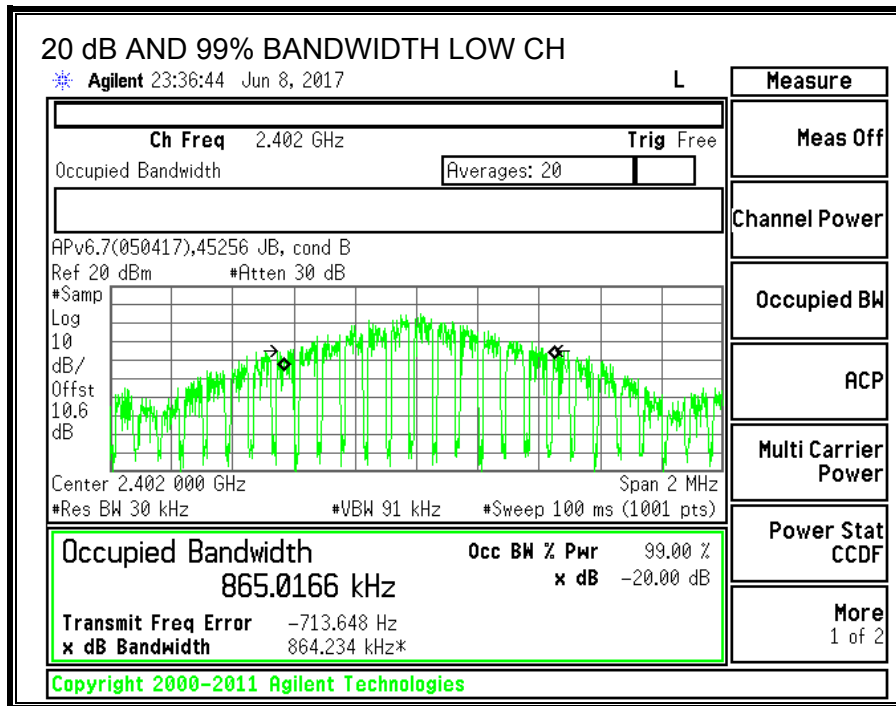 20 dB AND 99% BANDWIDTH LOW CH
Agilent 23:36:44 Jun 8, 2017 L Measure
Ch Freq 2.402 GHz Trig Free
Occupied Bandwidth Averages: 20
APv6.7(050417),45256 JB, cond B
Ref 20 dBm #Atten 30 dB
#Samp
Log
10
dB/
Offst
10.6
dB
Center 2.402 000 GHz Span 2 MHz
#Res BW 30 kHz #VBW 91 kHz #Sweep 100 ms (1001 pts)
Occupied Bandwidth Occ BW % Pwr 99.00 %
865.0166 kHz x dB -20.00 dB
Transmit Freq Error -713.648 Hz
x dB Bandwidth 864.234 kHz*
Meas Off
Channel Power
Occupied BW
ACP
Multi Carrier
Power
Power Stat
CCDF
More
1 of 2
Copyright 2000-2011 Agilent Technologies